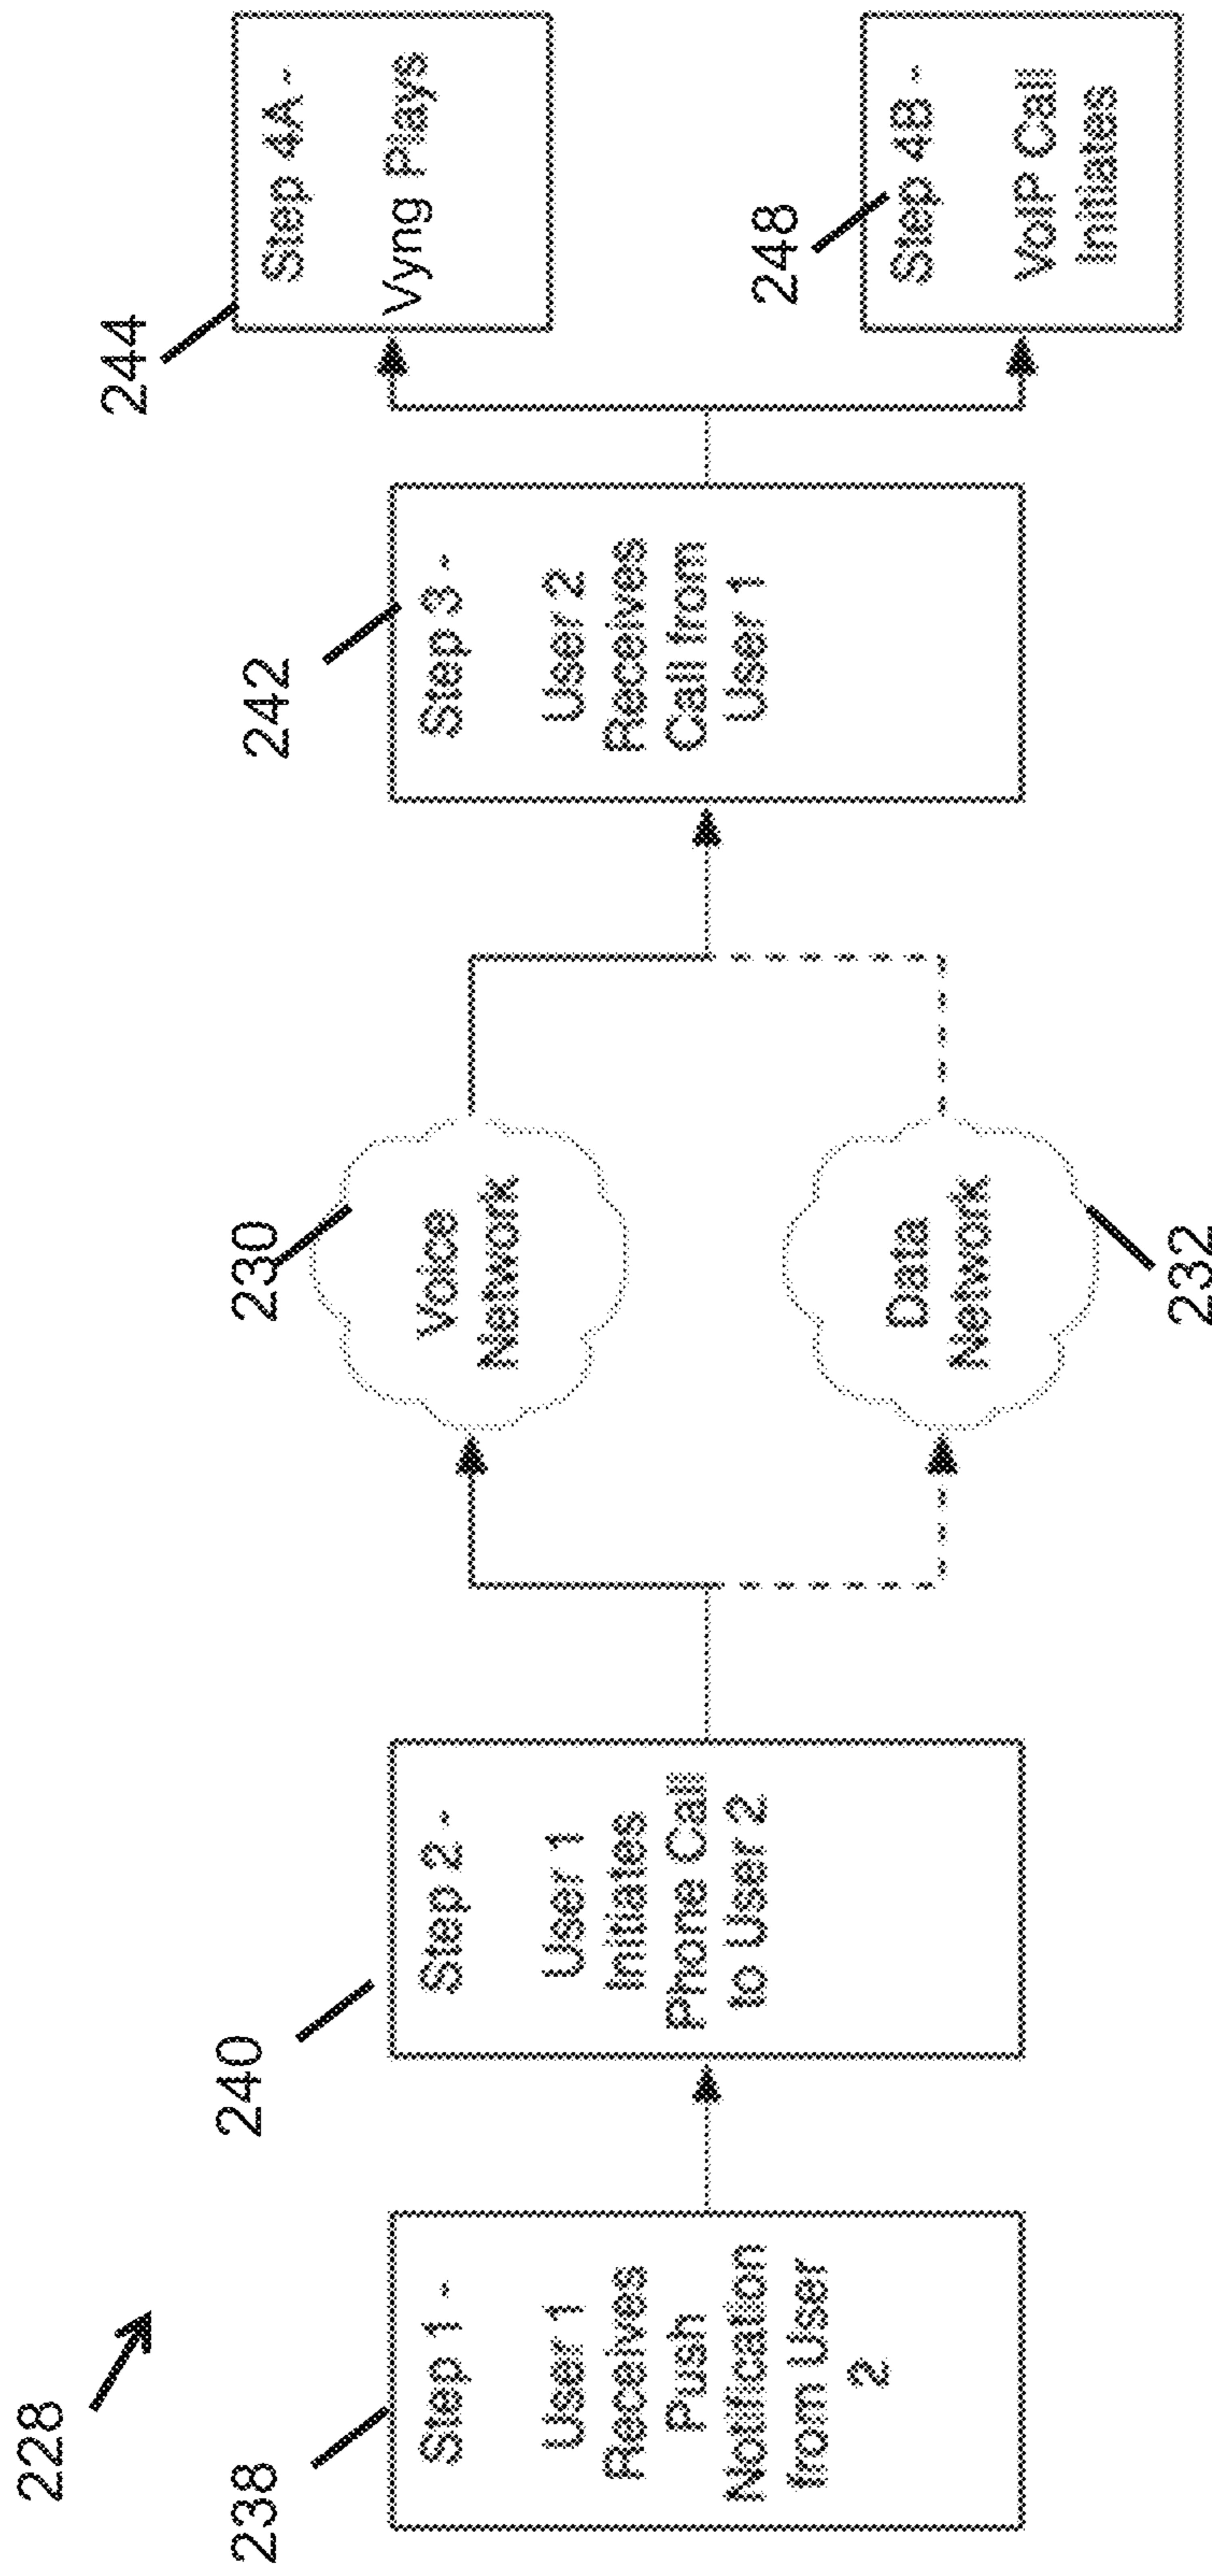 228
238
Step 1 -
User 1
Receives
Push
Notification
from User
2
240
Step 2 -
User 1
Initiates
Phone Call
to User 2
230
Voice
Network
Data
Network
232
242
Step 3 -
User 2
Receives
Call from
User 1
244
Step 4A -
Vyng Plays
248
Step 4B -
VoIP Call
Initiates